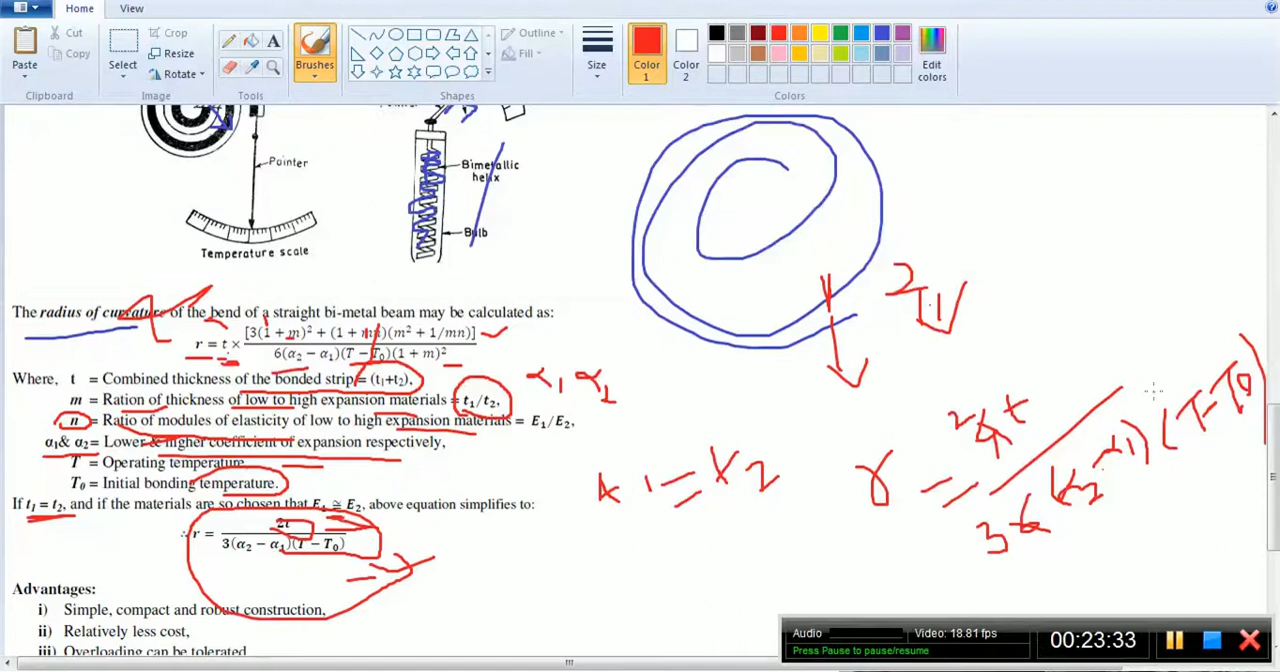 Home
View
Cut
Copy
Paste
Clipboard
Select
Crop
Resize
Rotate
Image
A
Tools
Brushes
Shapes
Outline
Fill
Size
Color 1
Color 2
Edit colors
Colors
Pointer
Temperature scale
Bimetallic
helix
Bulb
The radius of curvature of the bend of a straight bi-metal beam may be calculated as:
r = t × [3(1 + m)² + (1 + mn)(m² + 1/mn)] / 6(α₂ − α₁)(T − T₀)(1 + m)²
Where, t = Combined thickness of the bonded strip = (t₁+t₂),
m = Ration of thickness of low to high expansion materials = t₁/t₂,
n = Ratio of modules of elasticity of low to high expansion materials = E₁/E₂,
α₁& α₂= Lower & higher coefficient of expansion respectively,
T = Operating temperature
T₀ = Initial bonding temperature.
If t₁ = t₂, and if the materials are so chosen that E₁ ≅ E₂, above equation simplifies to:
∴ r = 2t / 3(α₂ − α₁)(T − T₀)
Advantages:
i) Simple, compact and robust construction,
ii) Relatively less cost,
iii) Overloading can be tolerated
α1 α2
(T-T0)
Audio
Video: 18.81 fps
Press Pause to pause/resume
00:23:33